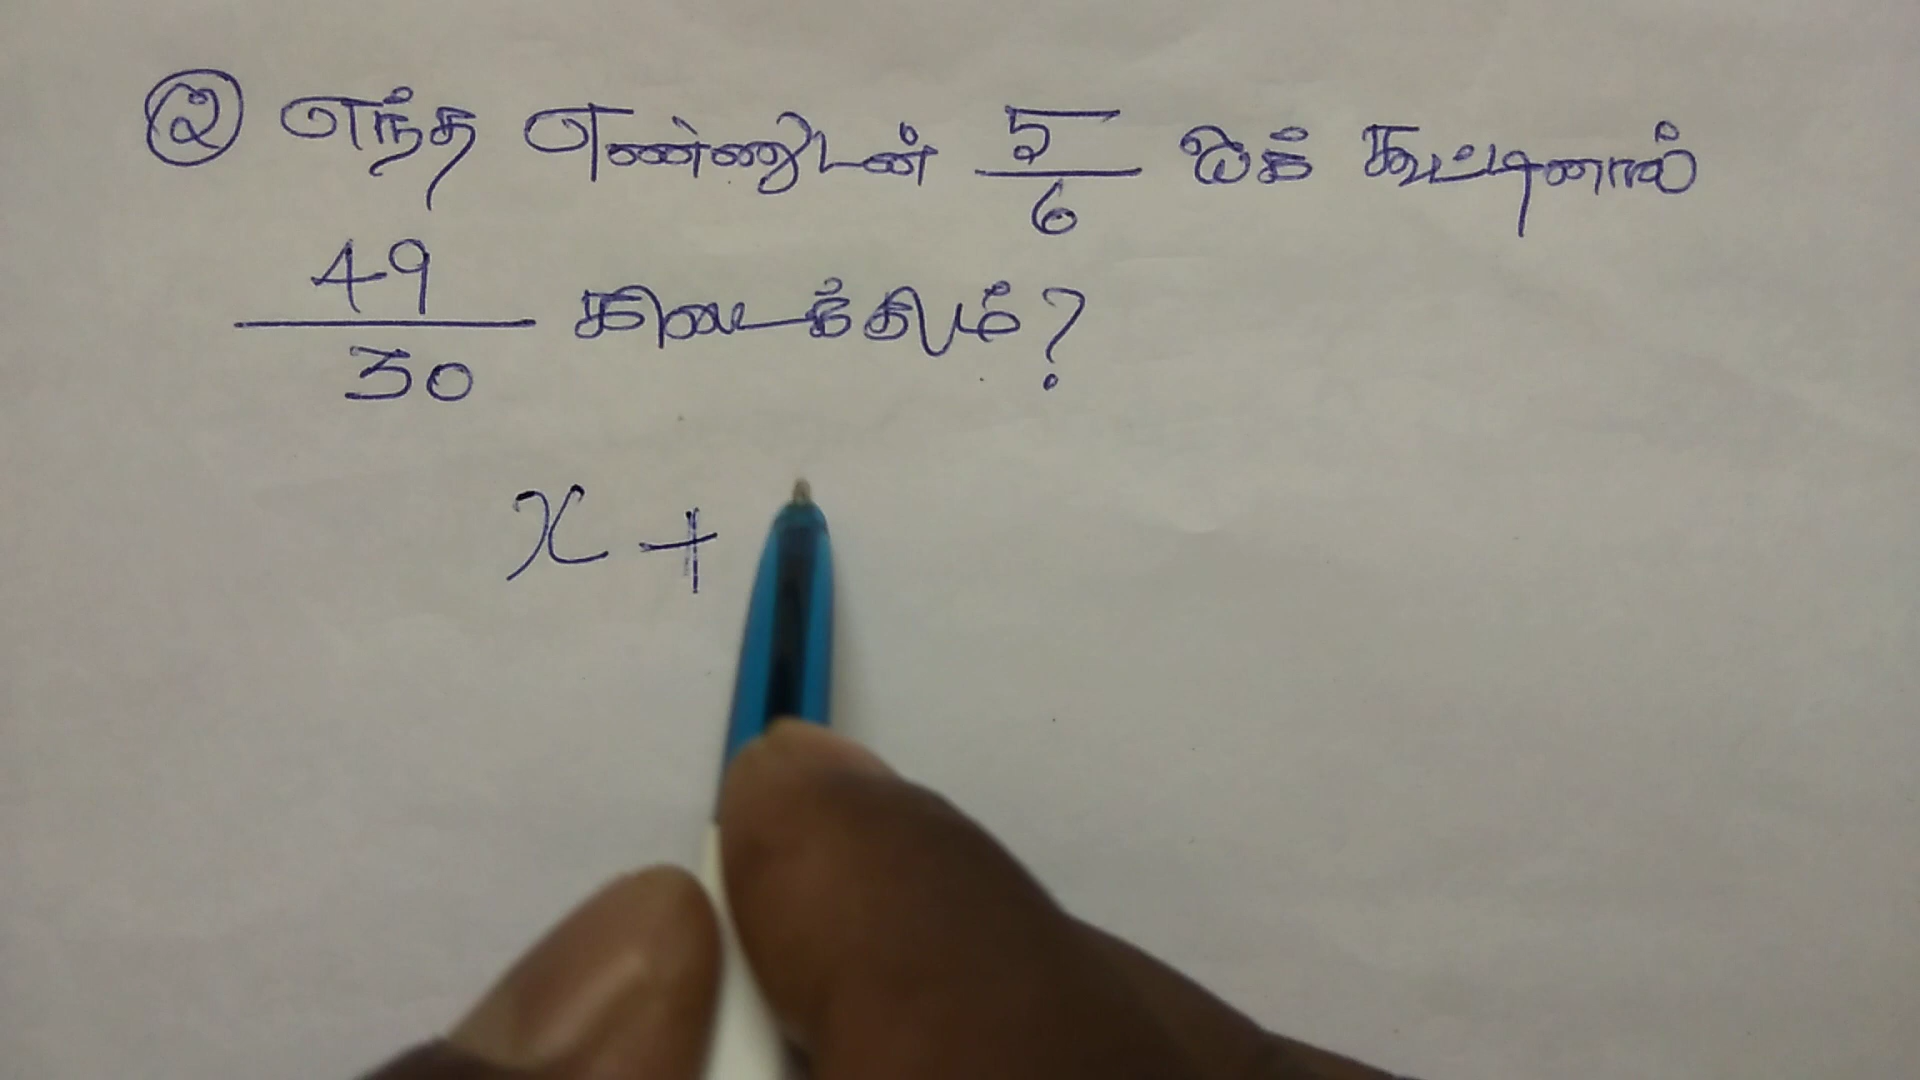 ② எந்த எண்ணுடன் 5/6 ஐக் கூட்டினால்
49/30 கிடைக்கும்?
x +